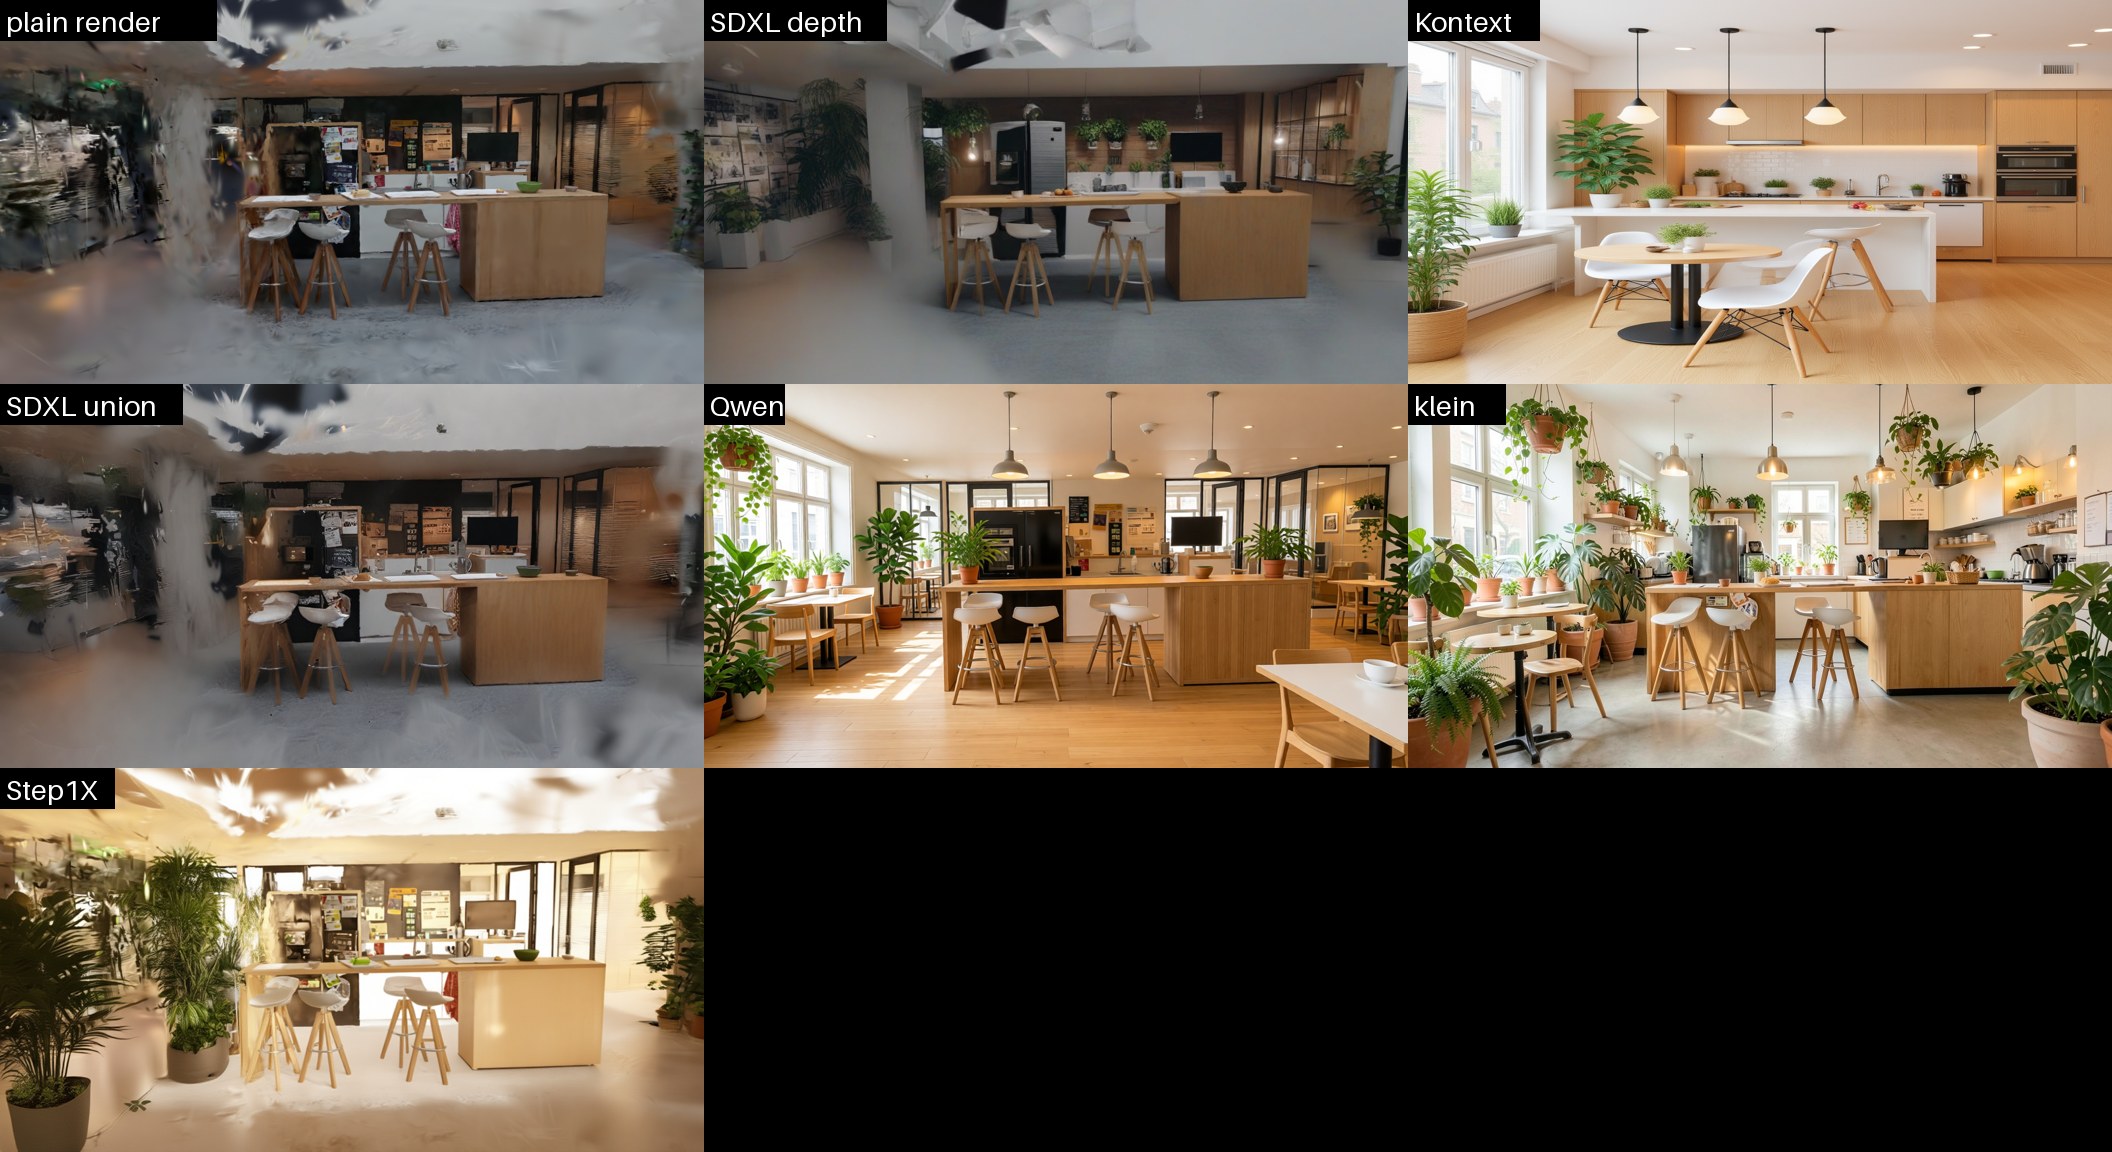 plain render
SDXL depth
Kontext
SDXL union
Qwen
klein
Step1X